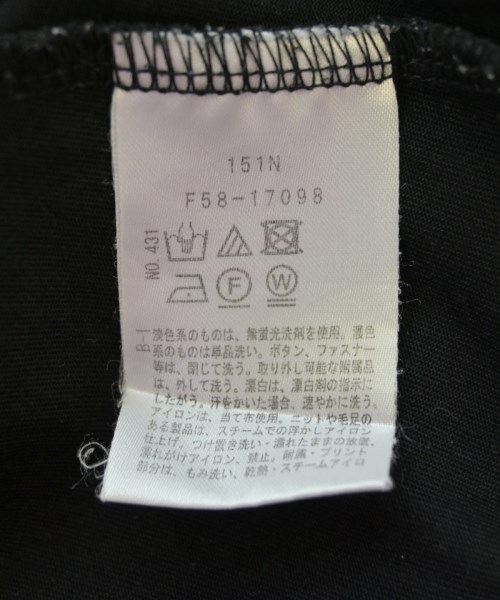 151N
F58-17098
NO. 431
F W
B-1
淡色系のものは、無蛍光洗剤を使用。濃色
系のものは単品洗い。ボタン、ファスナー
等は、閉じて洗う。取り外し可能な附属品
は、外して洗う。漂白は、漂白剤の指示に
したがう。汗をかいた場合、速やかに洗う。
アイロンは、当て布使用。ニットや毛足の
ある製品は、スチームでの浮かしアイロン
仕上げ。つけ置き洗い・濡れたままの放置、
濡れがけアイロン、禁止。附属・プリント
部分は、もみ洗い、乾熱・スチームアイロ